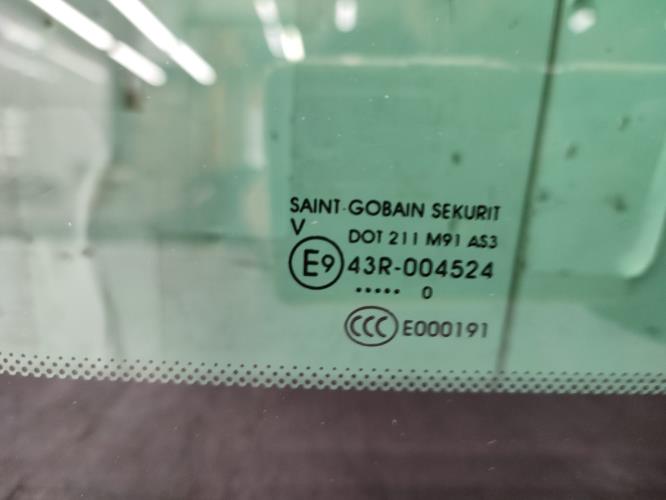 SAINT-GOBAIN SEKURIT
V
DOT 211 M91 AS3
E9 43R-004524
..... 0
CCC E000191